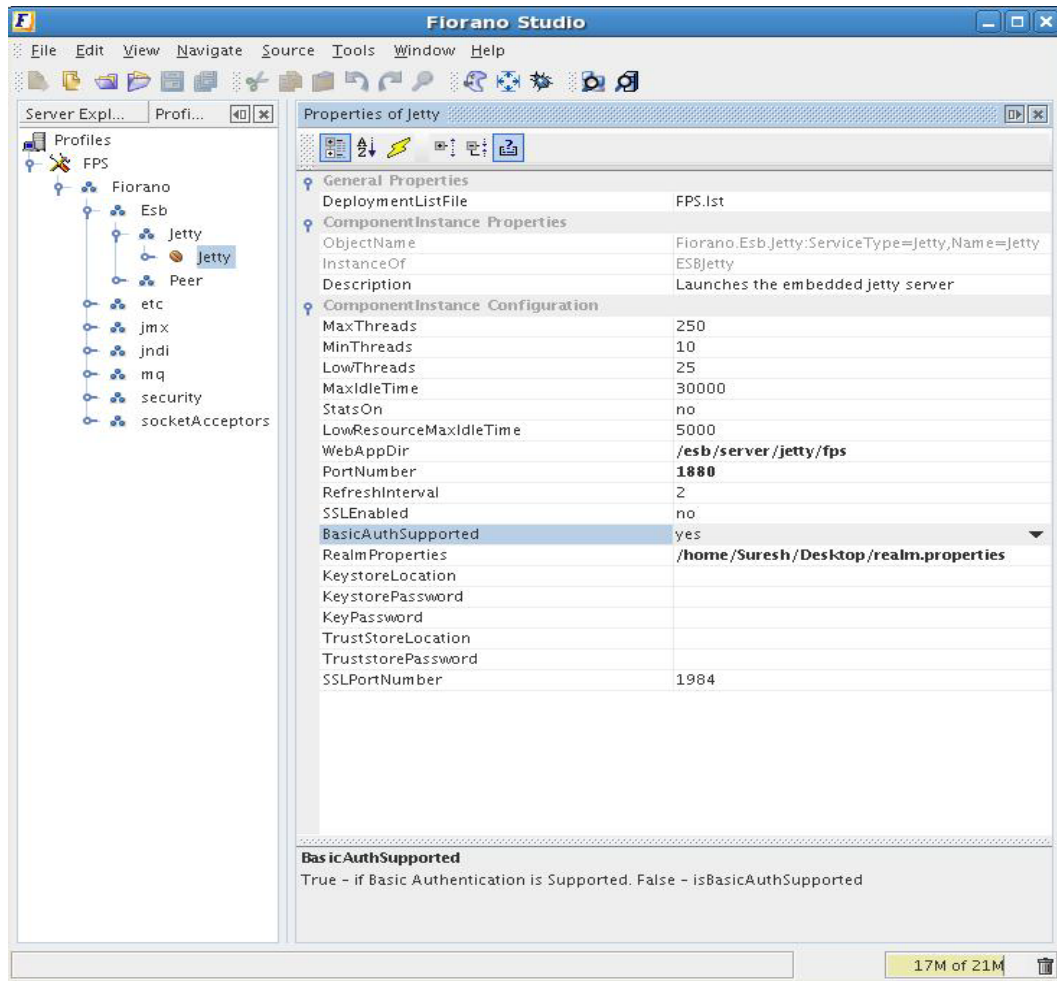 Fiorano Studio
File Edit View Navigate Source Tools Window Help
Server Expl... Profi...
Profiles
FPS
Fiorano
Esb
Jetty
Jetty
Peer
etc
jmx
jndi
mq
security
socketAcceptors
Properties of Jetty
General Properties
DeploymentListFile FPS.lst
ComponentInstance Properties
ObjectName Fiorano.Esb.Jetty:ServiceType=Jetty,Name=Jetty
InstanceOf ESBJetty
Description Launches the embedded jetty server
ComponentInstance Configuration
MaxThreads 250
MinThreads 10
LowThreads 25
MaxIdleTime 30000
StatsOn no
LowResourceMaxIdleTime 5000
WebAppDir /esb/server/jetty/fps
PortNumber 1880
RefreshInterval 2
SSLEnabled no
BasicAuthSupported yes
RealmProperties /home/Suresh/Desktop/realm.properties
KeystoreLocation
KeystorePassword
KeyPassword
TrustStoreLocation
TruststorePassword
SSLPortNumber 1984
BasicAuthSupported
True - if Basic Authentication is Supported. False - isBasicAuthSupported
17M of 21M